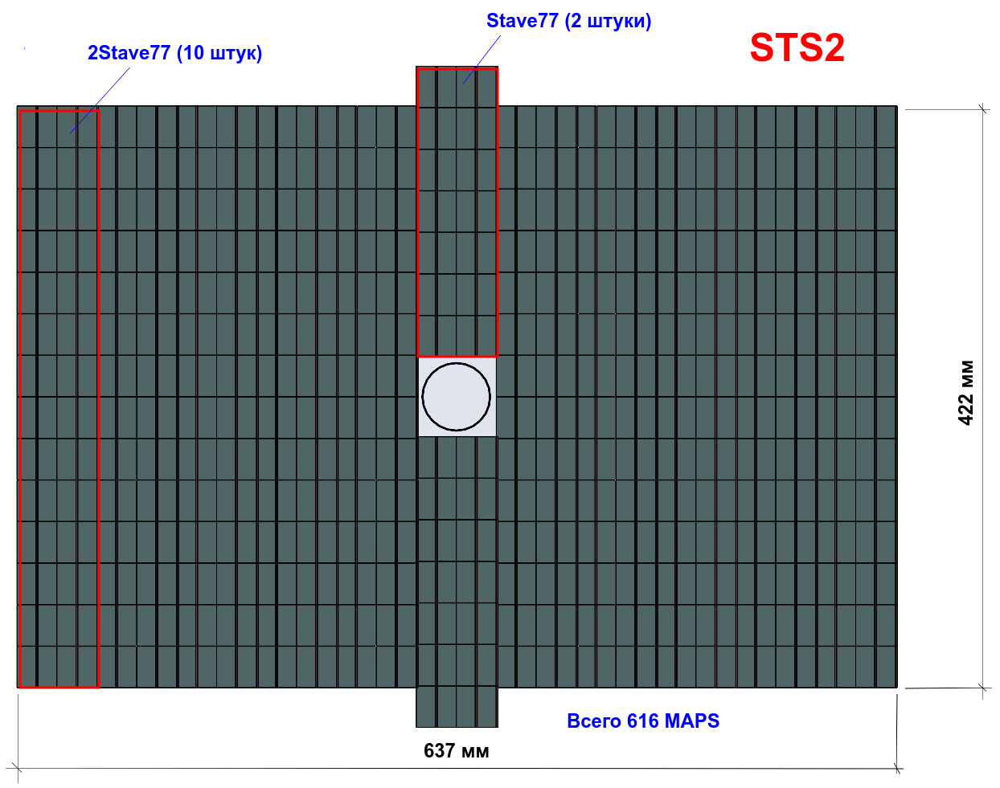 Stave77 (2 штуки)
STS2
2Stave77 (10 штук)
422 мм
Всего 616 MAPS
637 мм